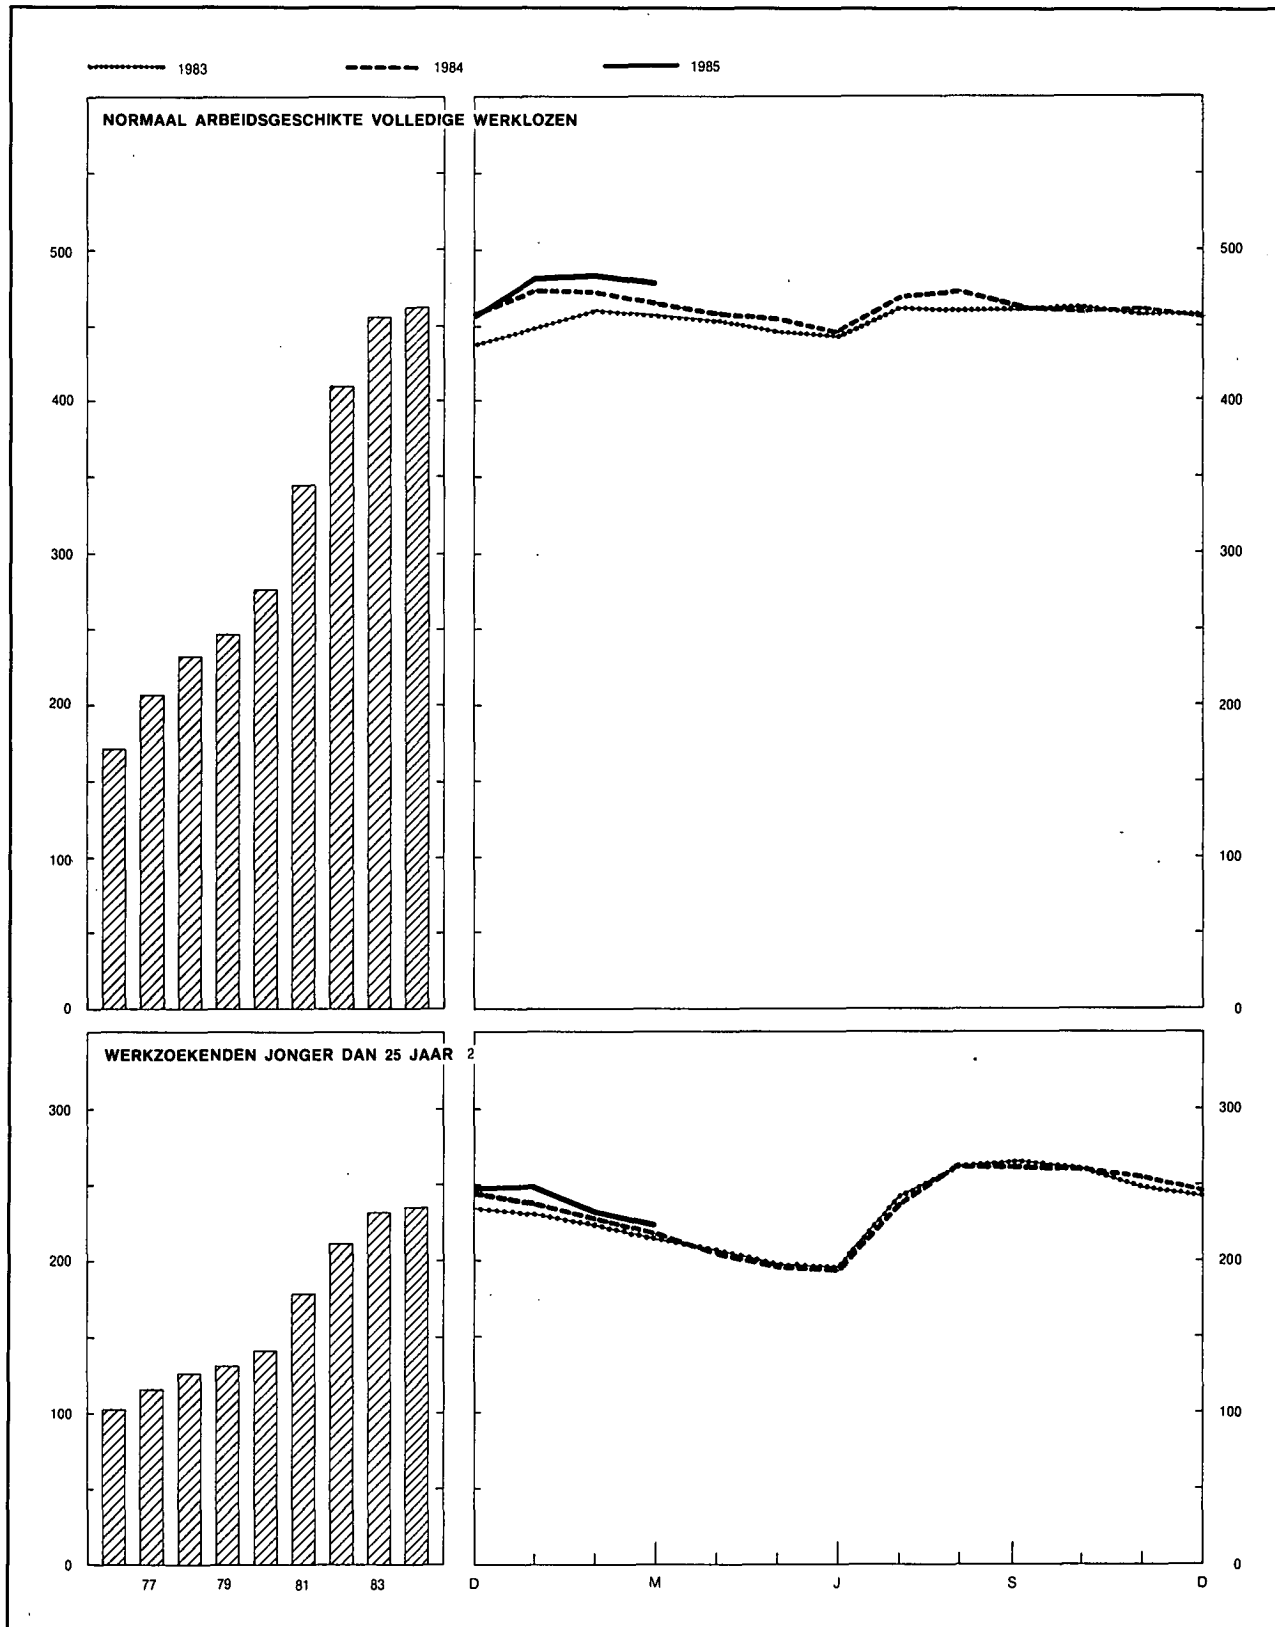 1983 1984 1985
NORMAAL ARBEIDSGESCHIKTE VOLLEDIGE WERKLOZEN
500 500
400 400
300 300
200 200
100 100
0 0
WERKZOEKENDEN JONGER DAN 25 JAAR 2
300 300
200 200
100 100
0 0
77 79 81 83 D M J S D